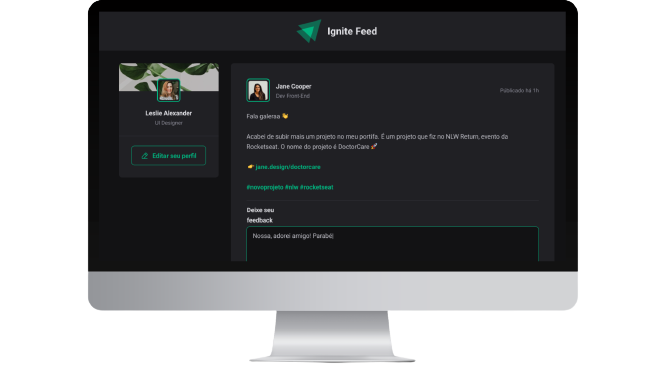 Ignite Feed
Leslie Alexander
UI Designer
Editar seu perfil
Jane Cooper
Dev Front-End
Públicado há 1h
Fala galeraa 👋
Acabei de subir mais um projeto no meu portifa. É um projeto que fiz no NLW Return, evento da
Rocketseat. O nome do projeto é DoctorCare 🚀
👉 jane.design/doctorcare
#novoprojeto #nlw #rocketseat
Deixe seu
feedback
Nossa, adorei amigo! Parabé